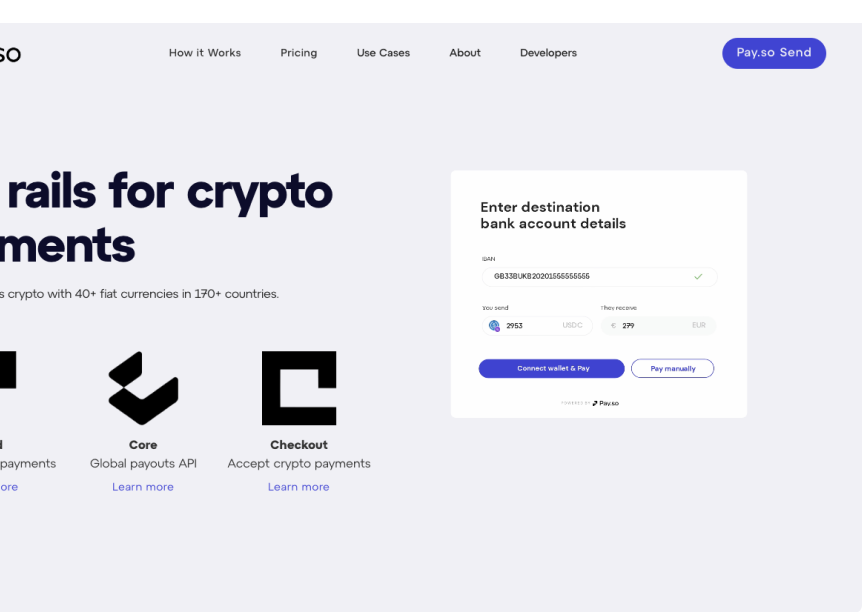 so
How it Works
Pricing
Use Cases
About
Developers
Pay.so Send
rails for crypto
ments
s crypto with 40+ fiat currencies in 170+ countries.
d
payments
ore
Core
Global payouts API
Learn more
Checkout
Accept crypto payments
Learn more
Enter destination
bank account details
IBAN
GB33BUKB20201555555555
You send
They receive
2953
USDC
€ 279
EUR
Connect wallet & Pay
Pay manually
POWERED BY Pay.so